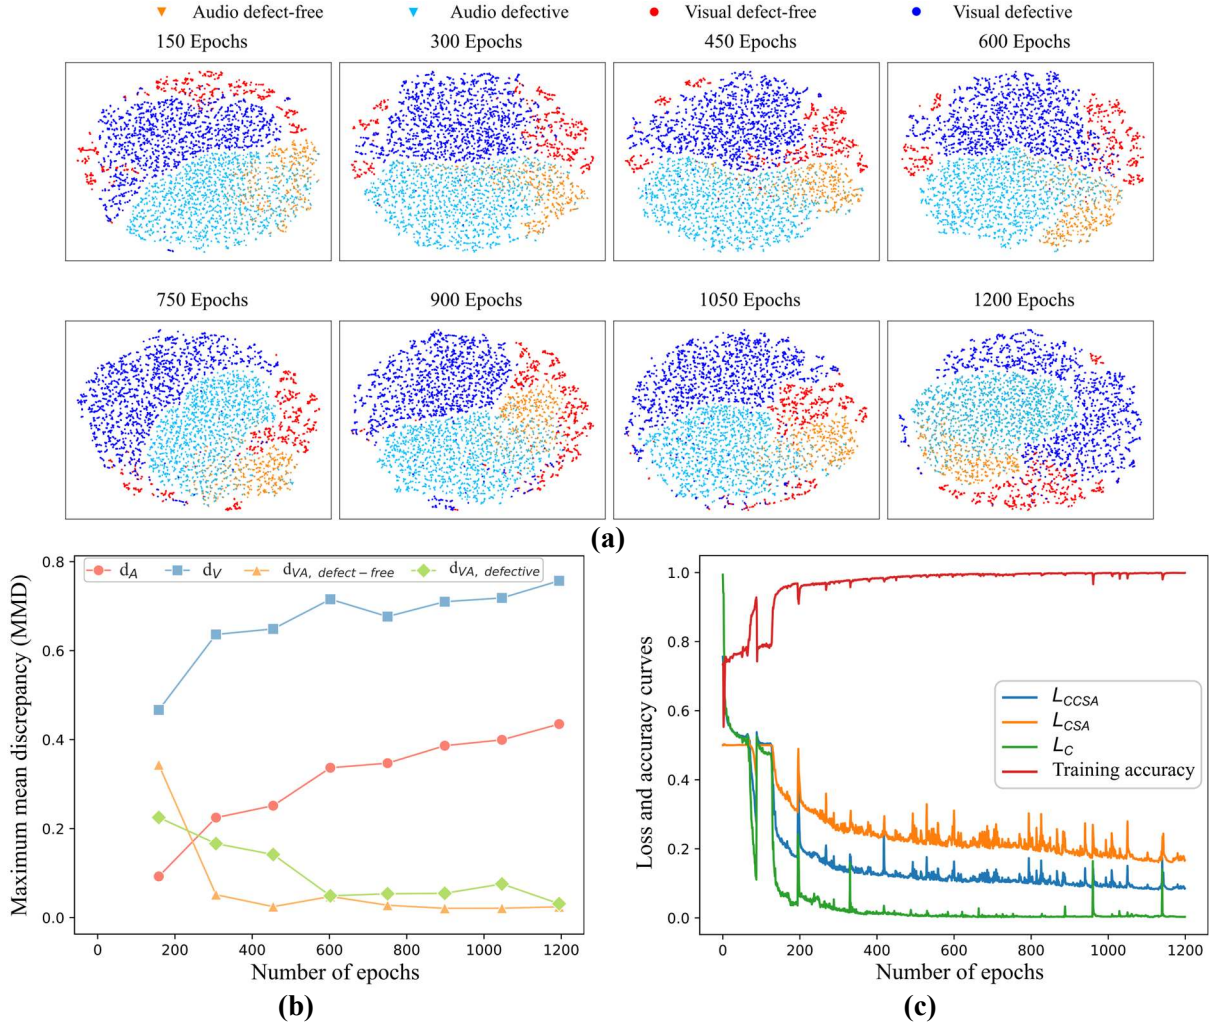 Audio defect-free Audio defective Visual defect-free Visual defective
150 Epochs 300 Epochs 450 Epochs 600 Epochs
750 Epochs 900 Epochs 1050 Epochs 1200 Epochs
(a)
Maximum mean discrepancy (MMD)
0.8
0.6
0.4
0.2
0.0
d_A d_V d_VA, defect−free d_VA, defective
0 200 400 600 800 1000 1200
Number of epochs
(b)
Loss and accuracy curves
1.0
0.8
0.6
0.4
0.2
0.0
L_CCSA
L_CSA
L_C
Training accuracy
0 200 400 600 800 1000 1200
Number of epochs
(c)